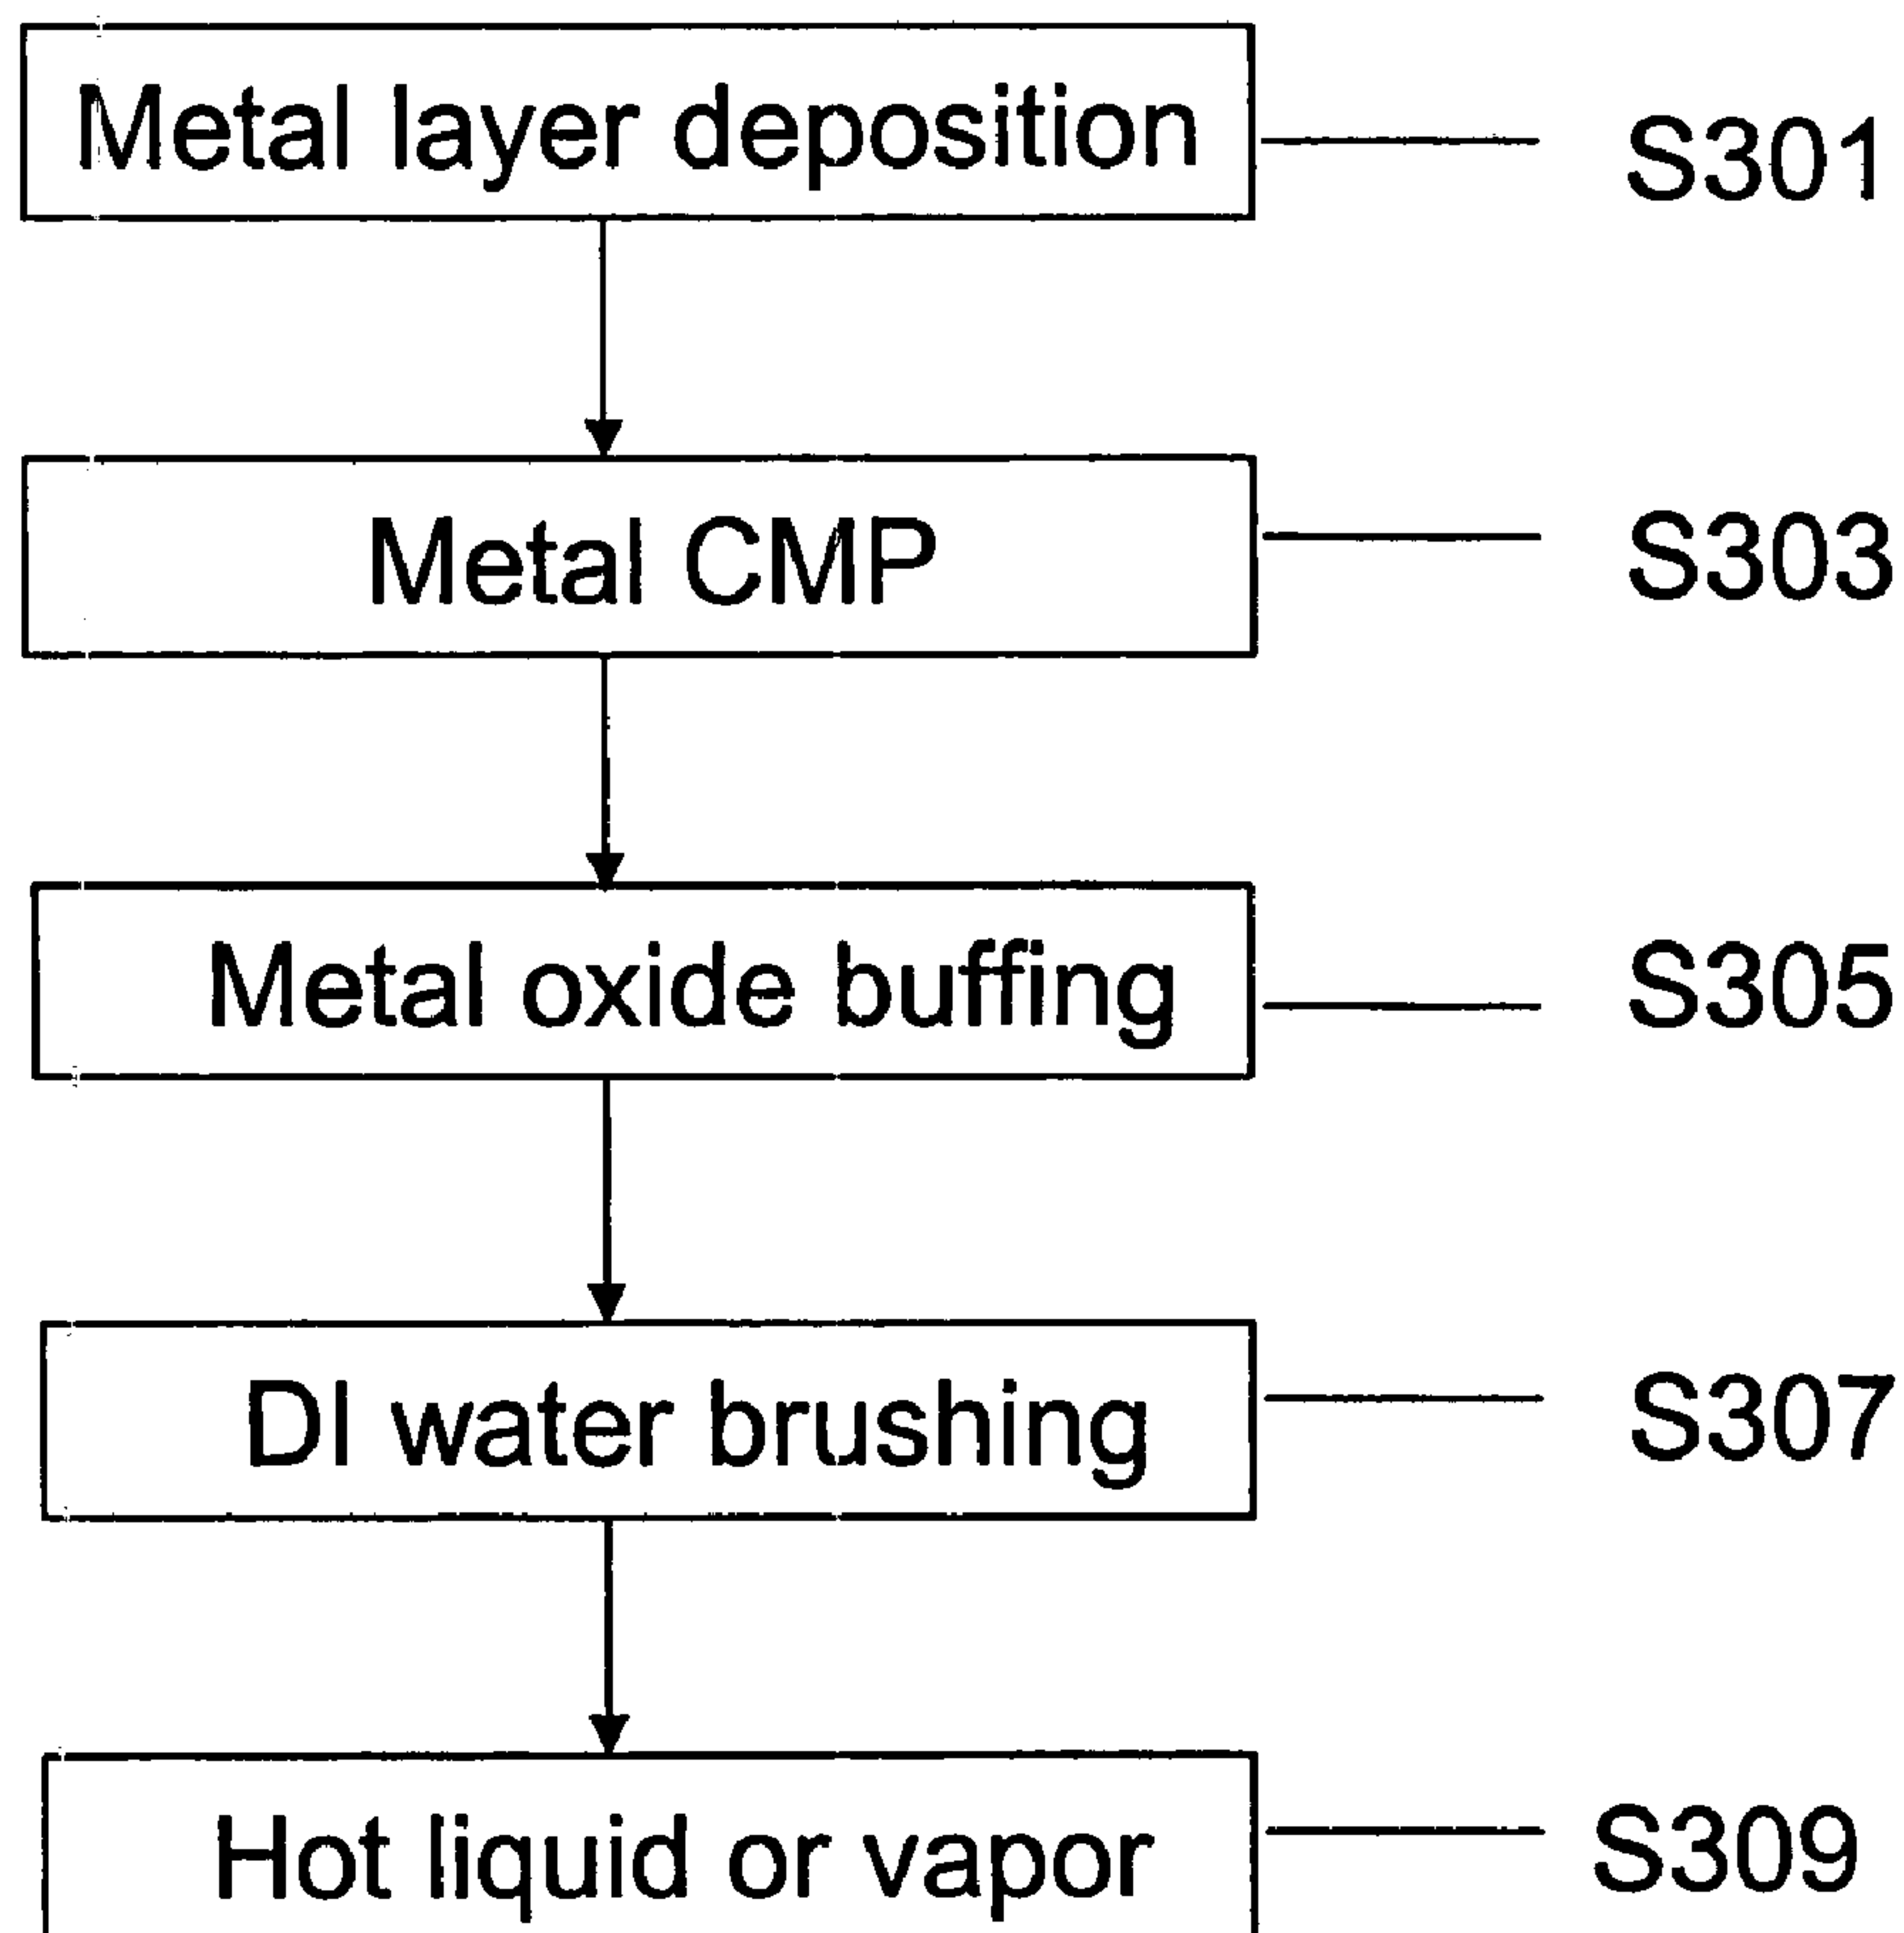 Metal layer deposition
S301
Metal CMP
S303
Metal oxide buffing
S305
DI water brushing
S307
Hot liquid or vapor
S309